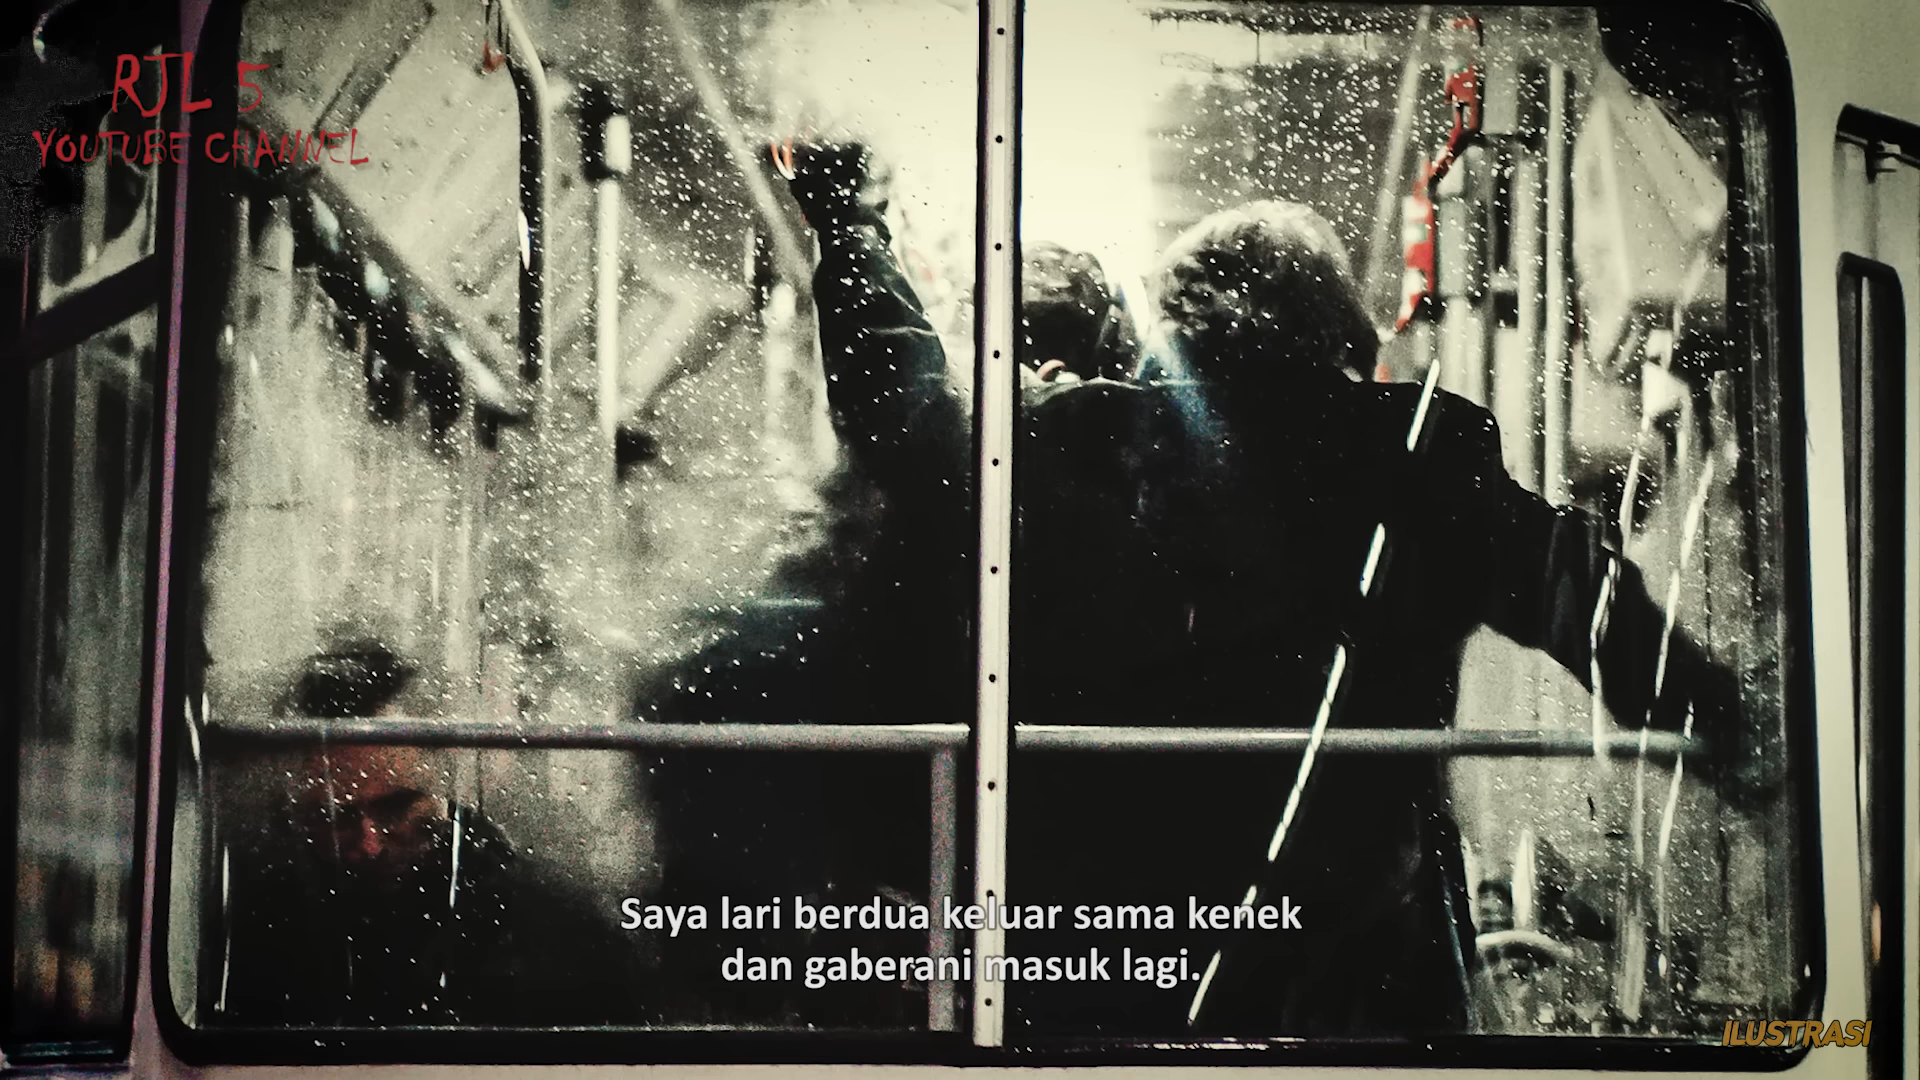 RJL 5
YOUTUBE CHANNEL
Saya lari berdua keluar sama kenek
dan gaberani masuk lagi.
ILUSTRASI